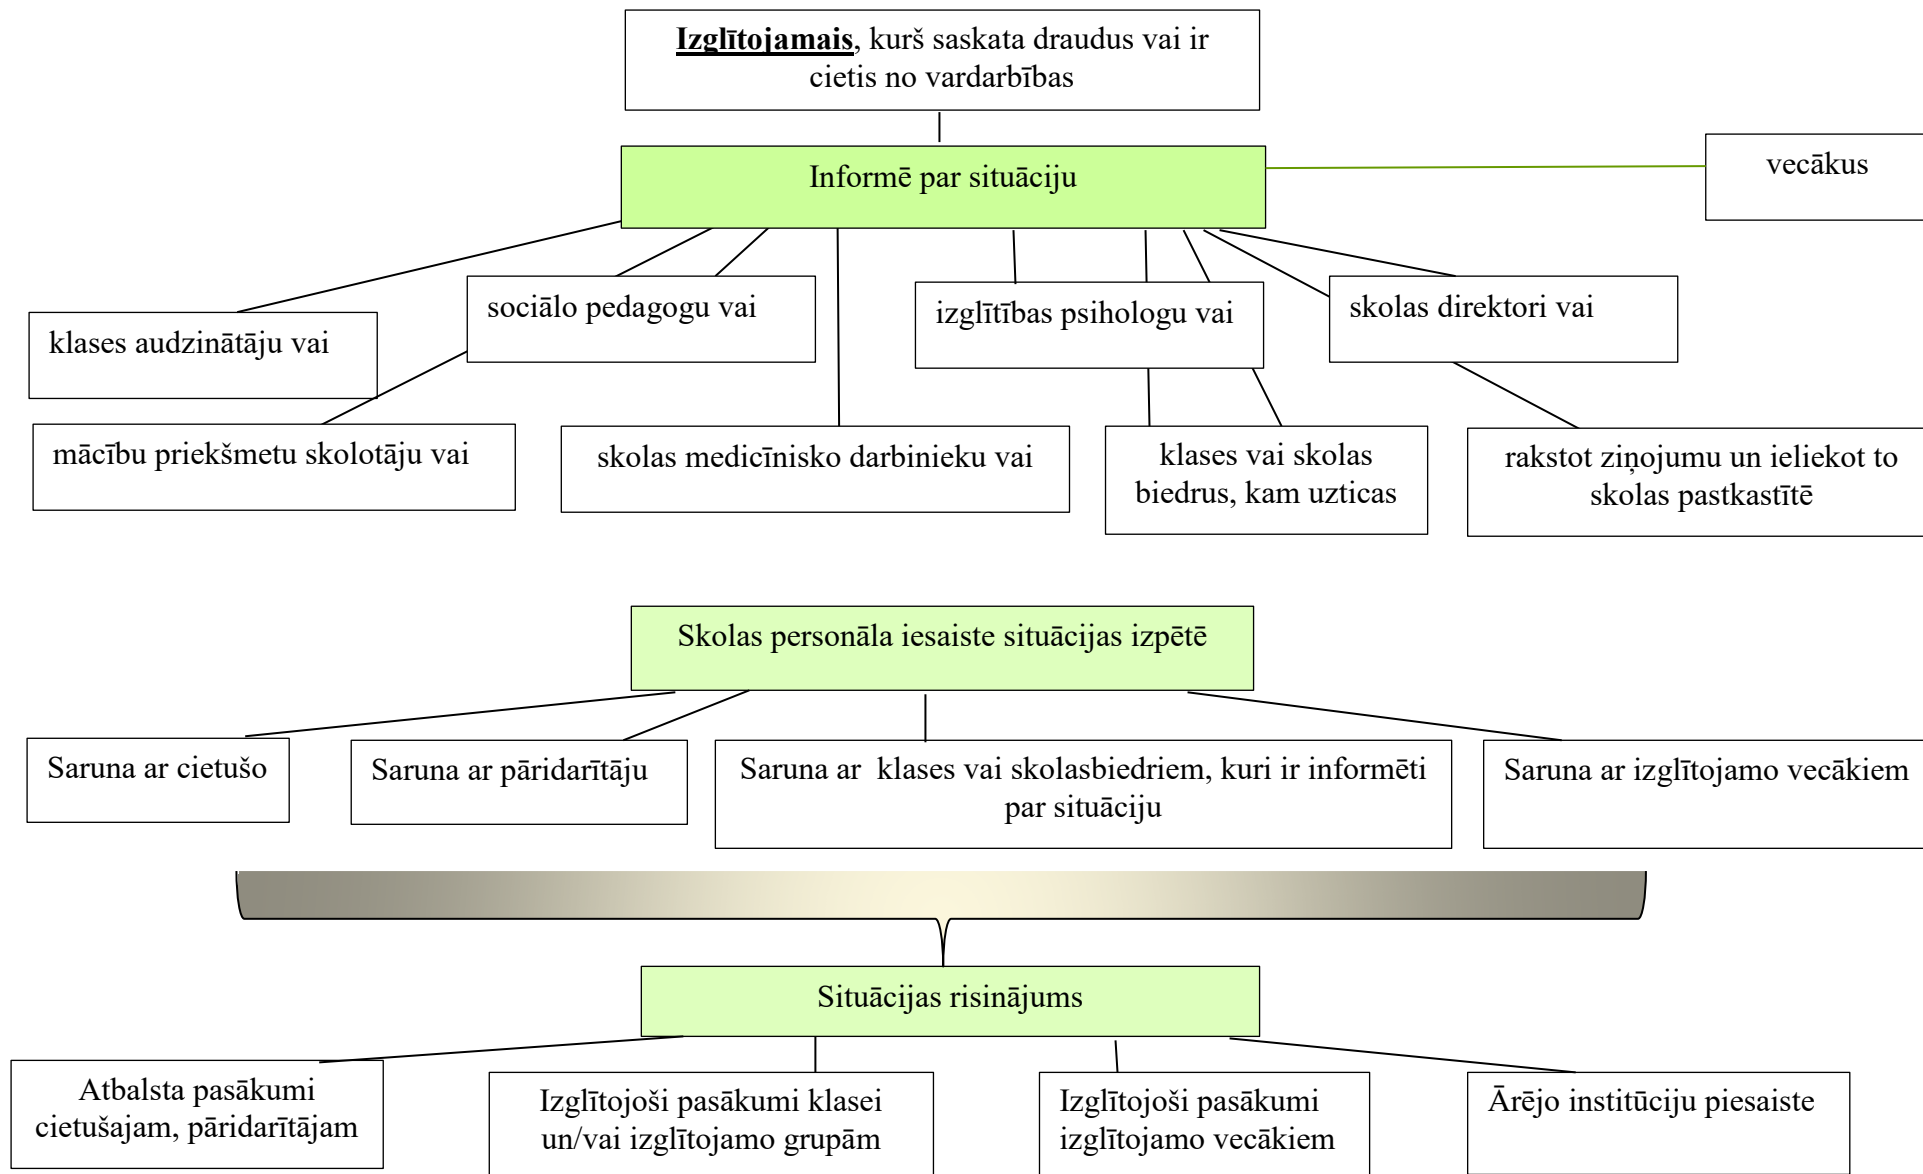 Izglītojamais, kurš saskata draudus vai ir
cietis no vardarbības
Informē par situāciju
vecākus
sociālo pedagogu vai
izglītības psihologu vai
skolas direktori vai
klases audzinātāju vai
mācību priekšmetu skolotāju vai
skolas medicīnisko darbinieku vai
klases vai skolas
biedrus, kam uzticas
rakstot ziņojumu un ieliekot to
skolas pastkastītē
Skolas personāla iesaiste situācijas izpētē
Saruna ar cietušo
Saruna ar pāridarītāju
Saruna ar  klases vai skolasbiedriem, kuri ir informēti
par situāciju
Saruna ar izglītojamo vecākiem
Situācijas risinājums
Atbalsta pasākumi
cietušajam, pāridarītājam
Izglītojoši pasākumi klasei
un/vai izglītojamo grupām
Izglītojoši pasākumi
izglītojamo vecākiem
Ārējo institūciju piesaiste